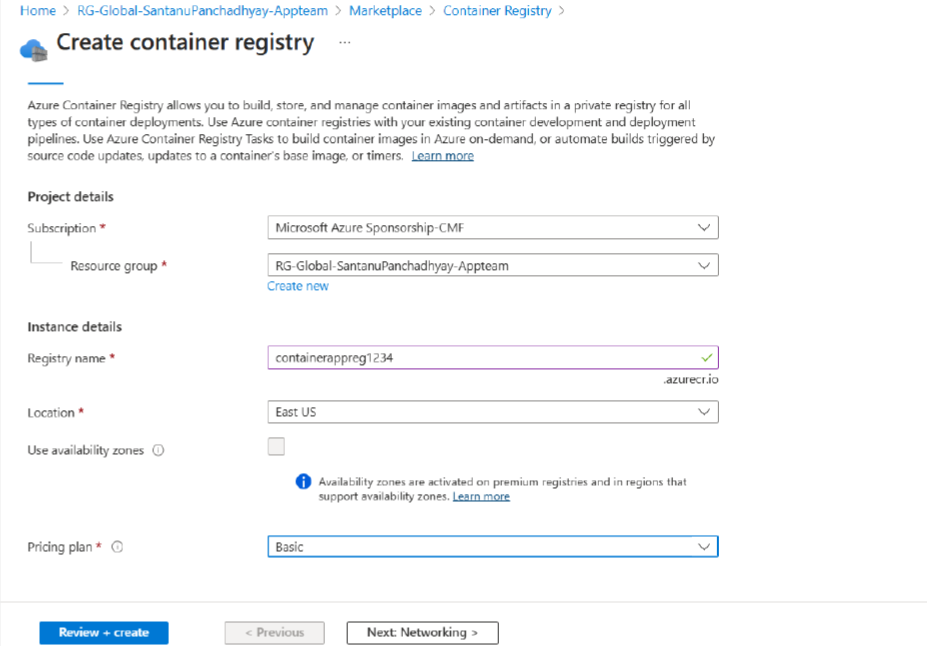 Home > RG-Global-SantanuPanchadhyay-Appteam > Marketplace > Container Registry >
Create container registry ...
Azure Container Registry allows you to build, store, and manage container images and artifacts in a private registry for all
types of container deployments. Use Azure container registries with your existing container development and deployment
pipelines. Use Azure Container Registry Tasks to build container images in Azure on-demand, or automate builds triggered by
source code updates, updates to a container's base image, or timers. Learn more
Project details
Subscription * Microsoft Azure Sponsorship-CMF
Resource group * RG-Global-SantanuPanchadhyay-Appteam
Create new
Instance details
Registry name * containerappreg1234
.azurecr.io
Location * East US
Use availability zones
Availability zones are activated on premium registries and in regions that
support availability zones. Learn more
Pricing plan * Basic
Review + create < Previous Next: Networking >